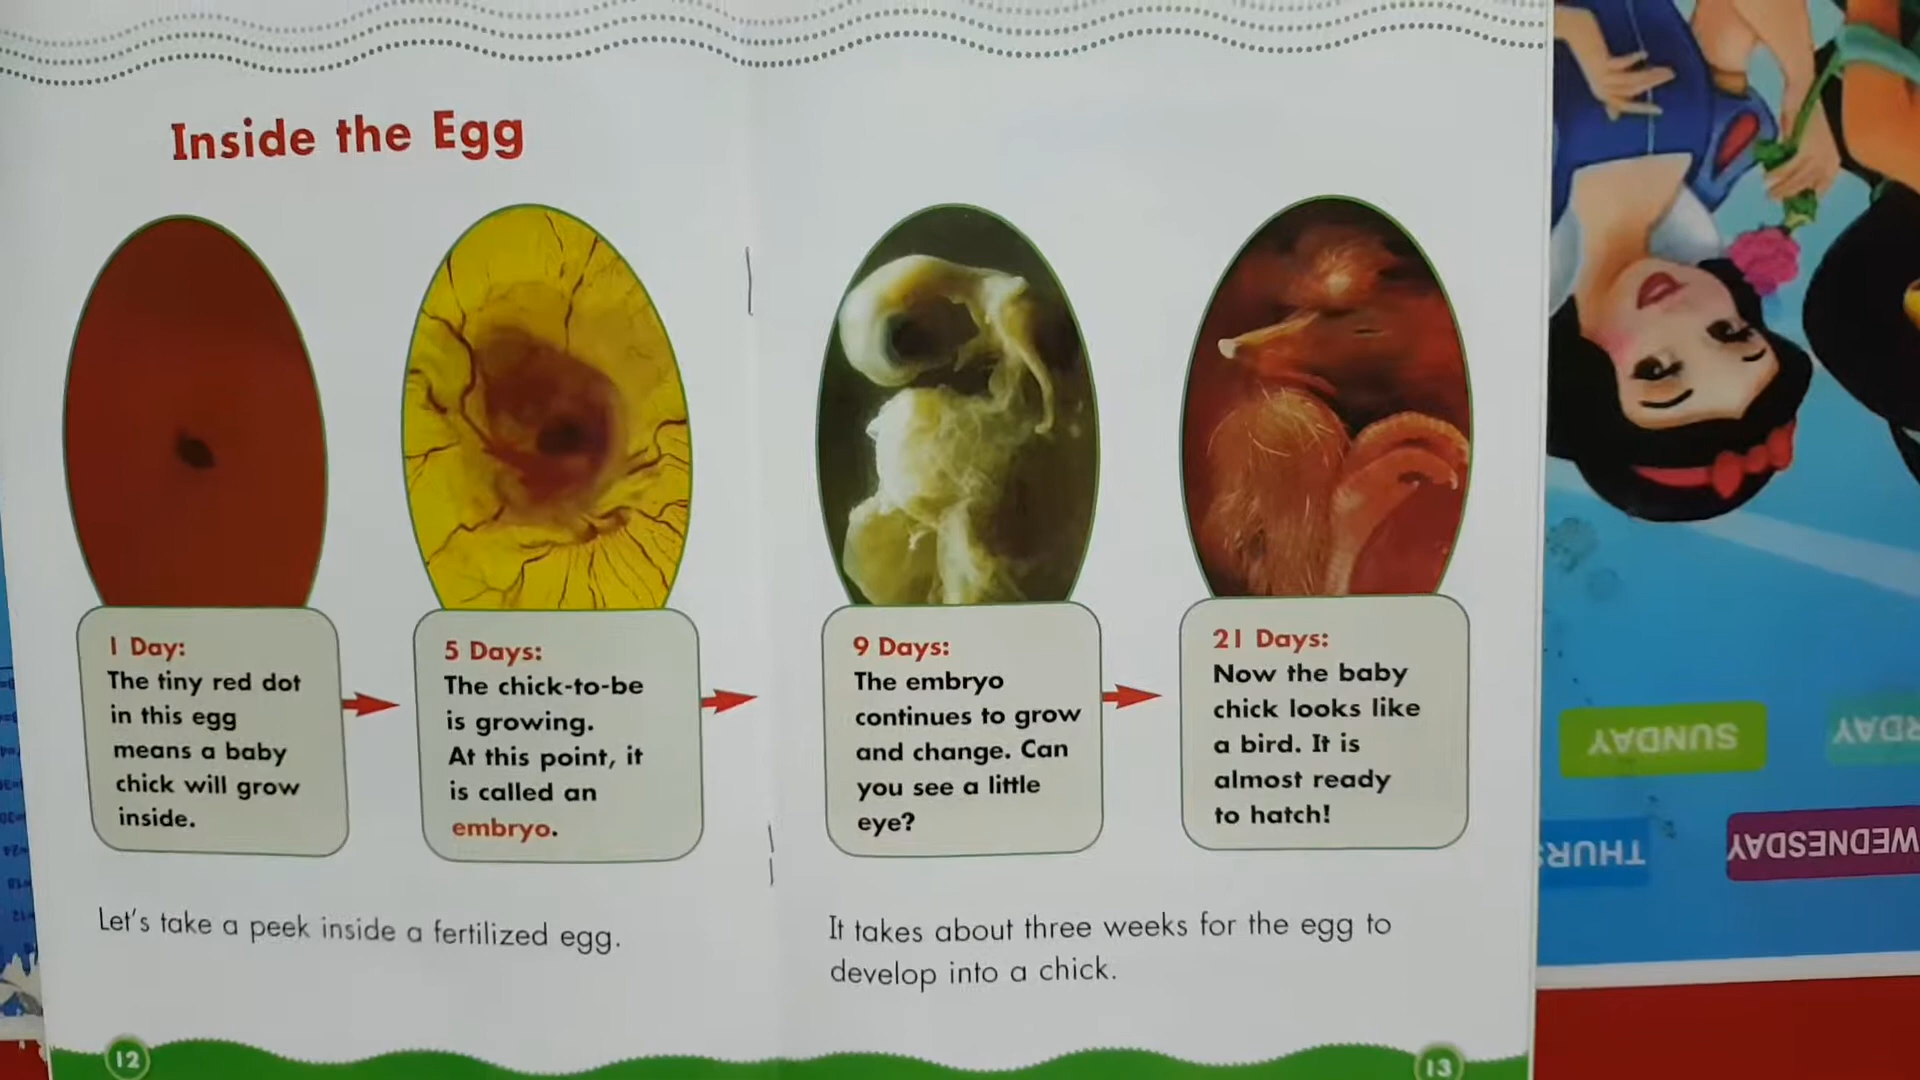 Inside the Egg
1 Day:
The tiny red dot
in this egg
means a baby
chick will grow
inside.
5 Days:
The chick-to-be
is growing.
At this point, it
is called an
embryo.
9 Days:
The embryo
continues to grow
and change. Can
you see a little
eye?
21 Days:
Now the baby
chick looks like
a bird. It is
almost ready
to hatch!
Let's take a peek inside a fertilized egg.
It takes about three weeks for the egg to
develop into a chick.
12
13
SUNDAY
WEDNESDAY